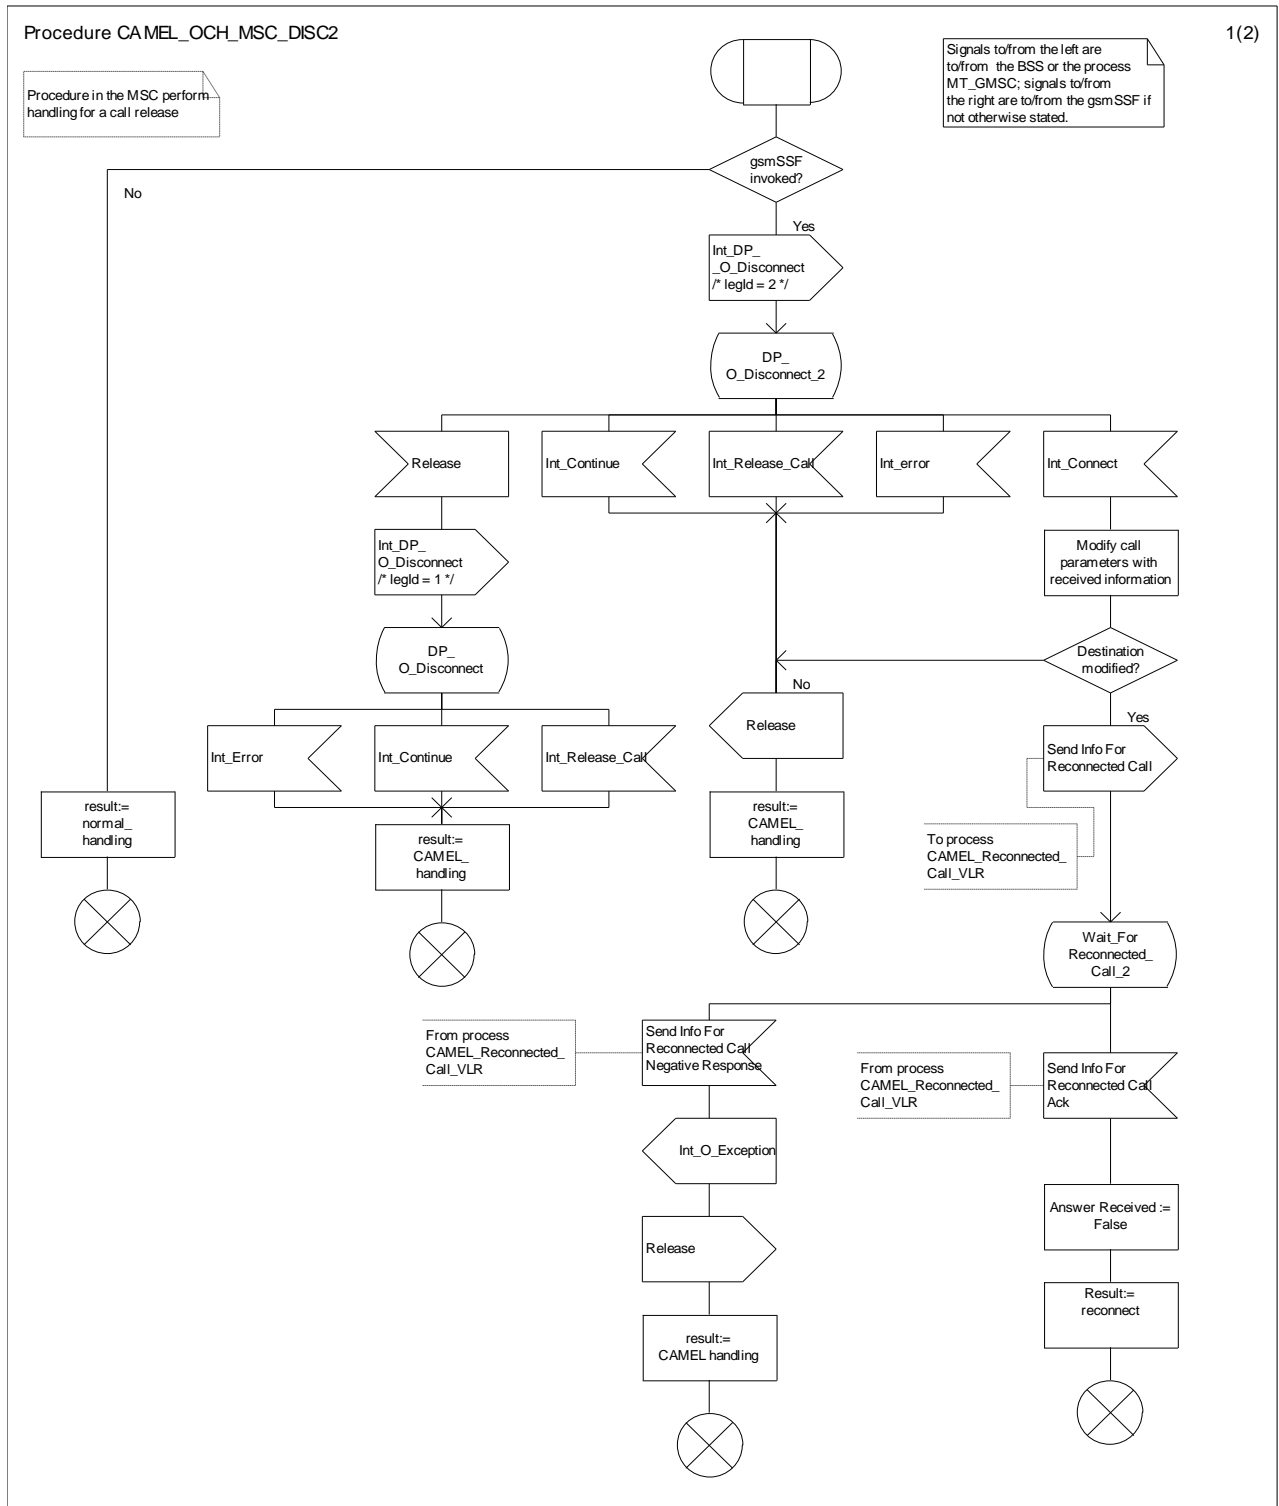 Procedure CAMEL_OCH_MSC_DISC2
1(2)
Procedure in the MSC perform
handling for a call release
Signals to/from the left are
to/from the BSS or the process
MT_GMSC; signals to/from
the right are to/from the gsmSSF if
not otherwise stated.
gsmSSF
invoked?
No
Yes
Int_DP_
_O_Disconnect
/* legId = 2 */
DP_
O_Disconnect_2
Release
Int_Continue
Int_Release_Call
Int_error
Int_Connect
Int_DP_
O_Disconnect
/* legId = 1 */
Modify call
parameters with
received information
DP_
O_Disconnect
Destination
modified?
No
Yes
Int_Error
Int_Continue
Int_Release_Call
Release
Send Info For
Reconnected Call
result:=
normal_
handling
result:=
CAMEL_
handling
result:=
CAMEL_
handling
To process
CAMEL_Reconnected_
Call_VLR
Wait_For
Reconnected_
Call_2
From process
CAMEL_Reconnected_
Call_VLR
Send Info For
Reconnected Call
Negative Response
From process
CAMEL_Reconnected_
Call_VLR
Send Info For
Reconnected Call
Ack
Int_O_Exception
Answer Received :=
False
Release
Result:=
reconnect
result:=
CAMEL handling